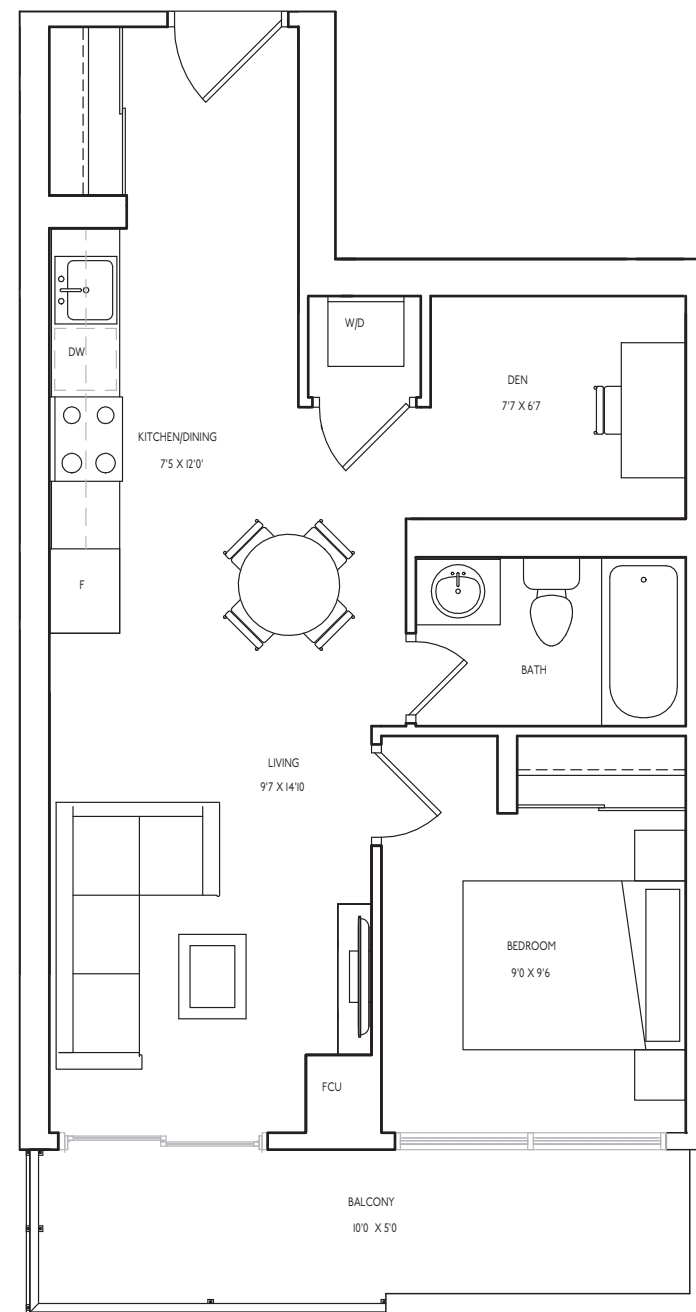 W/D
DW
DEN
7'7 X 6'7
KITCHEN/DINING
7'5 X 12'0'
F
BATH
LIVING
9'7 X 14'10
BEDROOM
9'0 X 9'6
FCU
BALCONY
10'0 X 5'0